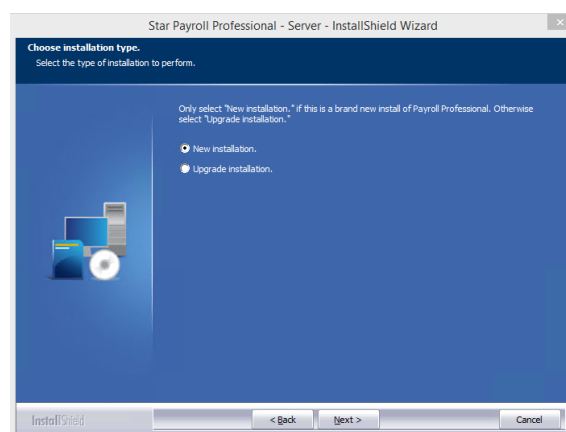 Star Payroll Professional - Server - InstallShield Wizard
Choose installation type.
Select the type of installation to perform.
Only select "New installation." if this is a brand new install of Payroll Professional. Otherwise
select "Upgrade installation."
New installation.
Upgrade installation.
InstallShield
< Back
Next >
Cancel